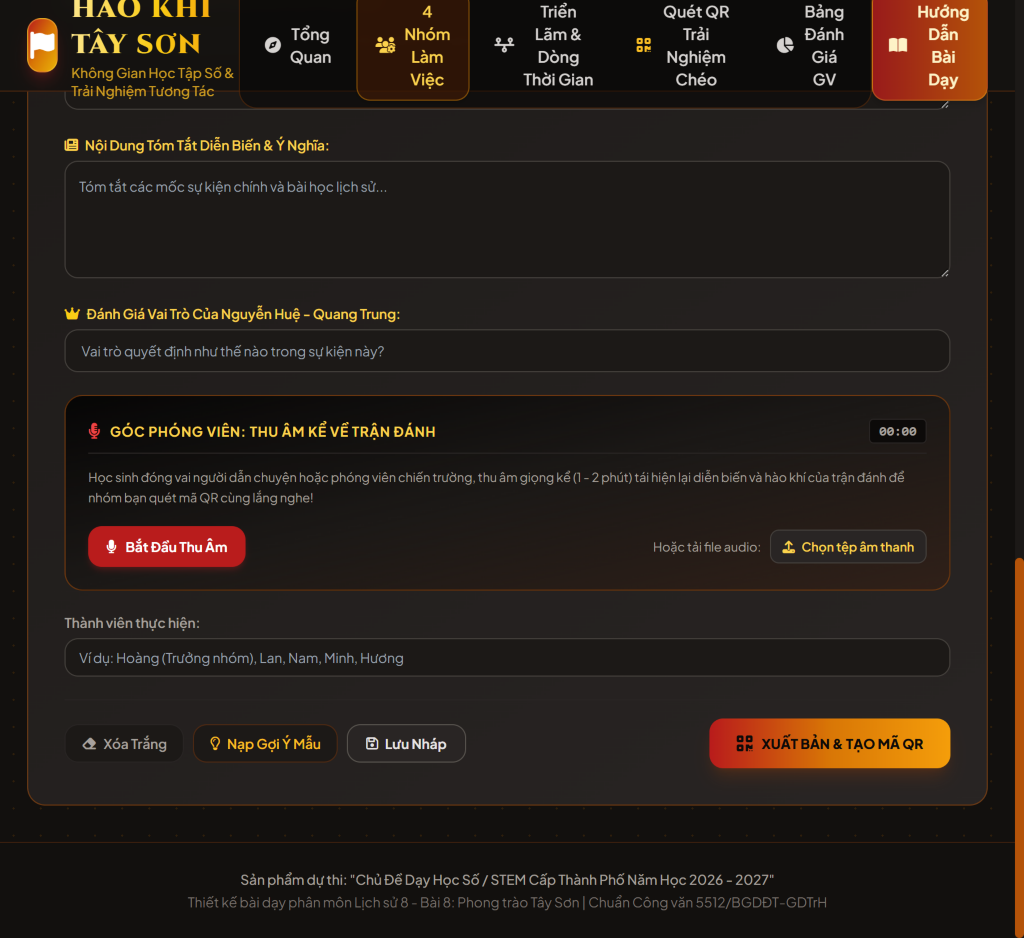 HÀO KHÍ
TÂY SƠN
Không Gian Học Tập Số &
Trải Nghiệm Tương Tác
Tổng
Quan
4
Nhóm
Làm
Việc
Triển
Lãm &
Dòng
Thời Gian
Quét QR
Trải
Nghiệm
Chéo
Bảng
Đánh
Giá
GV
Hướng
Dẫn
Bài
Dạy
Nội Dung Tóm Tắt Diễn Biến & Ý Nghĩa:
Tóm tắt các mốc sự kiện chính và bài học lịch sử...
Đánh Giá Vai Trò Của Nguyễn Huệ - Quang Trung:
Vai trò quyết định như thế nào trong sự kiện này?
GÓC PHÓNG VIÊN: THU ÂM KỂ VỀ TRẬN ĐÁNH
00:00
Học sinh đóng vai người dẫn chuyện hoặc phóng viên chiến trường, thu âm giọng kể (1 - 2 phút) tái hiện lại diễn biến và hào khí của trận đánh để
nhóm bạn quét mã QR cùng lắng nghe!
Bắt Đầu Thu Âm
Hoặc tải file audio:
Chọn tệp âm thanh
Thành viên thực hiện:
Ví dụ: Hoàng (Trưởng nhóm), Lan, Nam, Minh, Hương
Xóa Trắng
Nạp Gợi Ý Mẫu
Lưu Nháp
XUẤT BẢN & TẠO MÃ QR
Sản phẩm dự thi: "Chủ Đề Dạy Học Số / STEM Cấp Thành Phố Năm Học 2026 - 2027"
Thiết kế bài dạy phân môn Lịch sử 8 - Bài 8: Phong trào Tây Sơn | Chuẩn Công văn 5512/BGDĐT-GDTrH